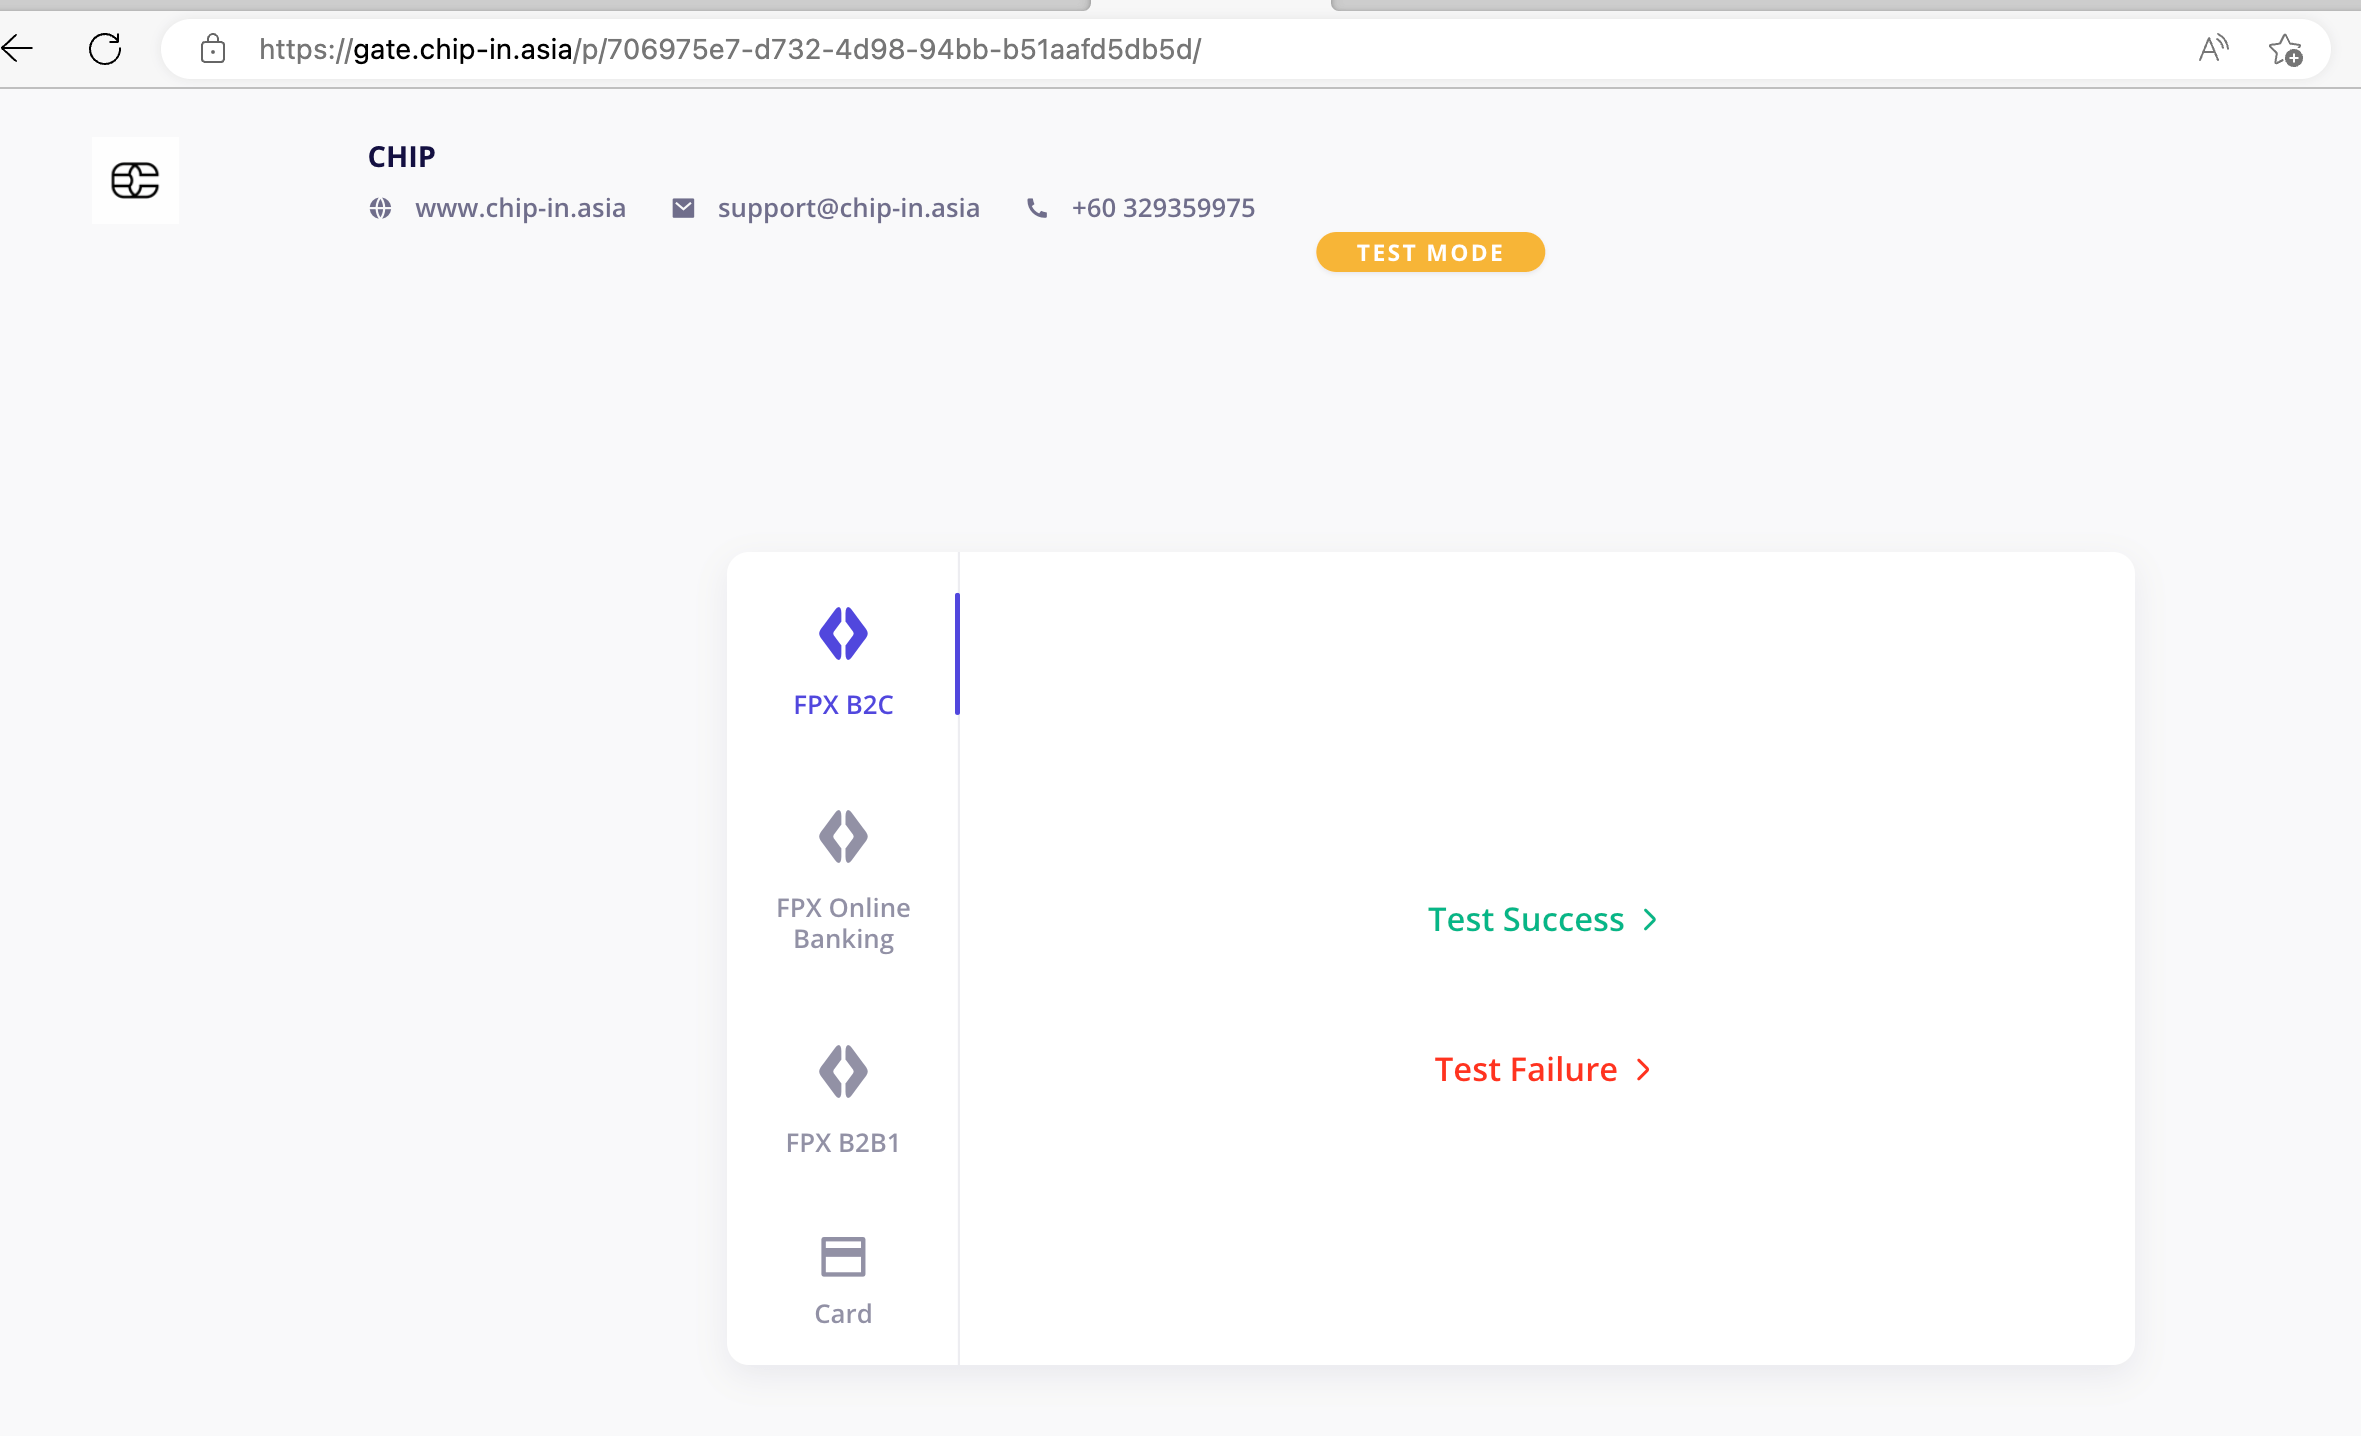 https://gate.chip-in.asia/p/706975e7-d732-4d98-94bb-b51aafd5db5d/
CHIP
www.chip-in.asia support@chip-in.asia +60 329359975
TEST MODE
FPX B2C
FPX Online
Banking
FPX B2B1
Card
Test Success
Test Failure